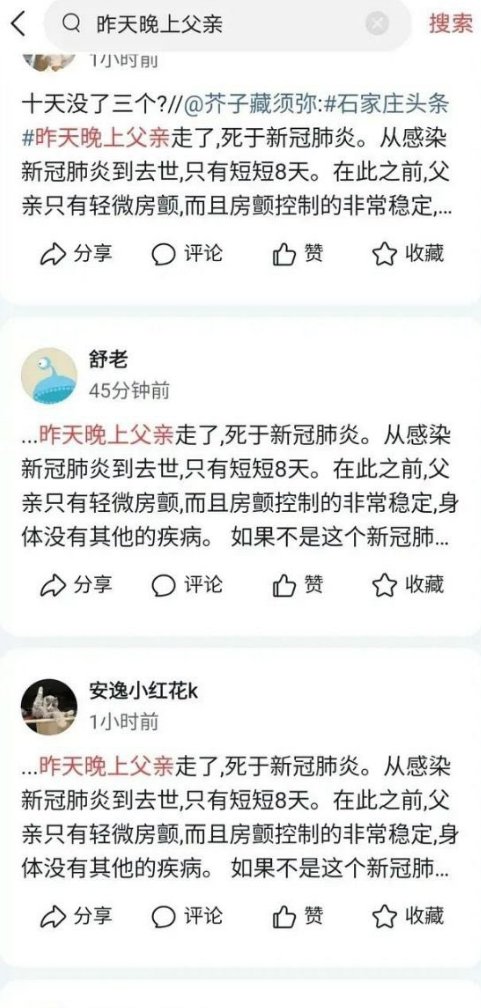 昨天晚上父亲
搜索
1小时前
十天没了三个?//@芥子藏须弥:#石家庄头条
#昨天晚上父亲走了,死于新冠肺炎。从感染
新冠肺炎到去世,只有短短8天。在此之前,父
亲只有轻微房颤,而且房颤控制的非常稳定,...
分享 评论 赞 收藏
舒老
45分钟前
...昨天晚上父亲走了,死于新冠肺炎。从感染
新冠肺炎到去世,只有短短8天。在此之前,父
亲只有轻微房颤,而且房颤控制的非常稳定,身
体没有其他的疾病。 如果不是这个新冠肺...
分享 评论 赞 收藏
安逸小红花k
1小时前
...昨天晚上父亲走了,死于新冠肺炎。从感染
新冠肺炎到去世,只有短短8天。在此之前,父
亲只有轻微房颤,而且房颤控制的非常稳定,身
体没有其他的疾病。 如果不是这个新冠肺...
分享 评论 赞 收藏